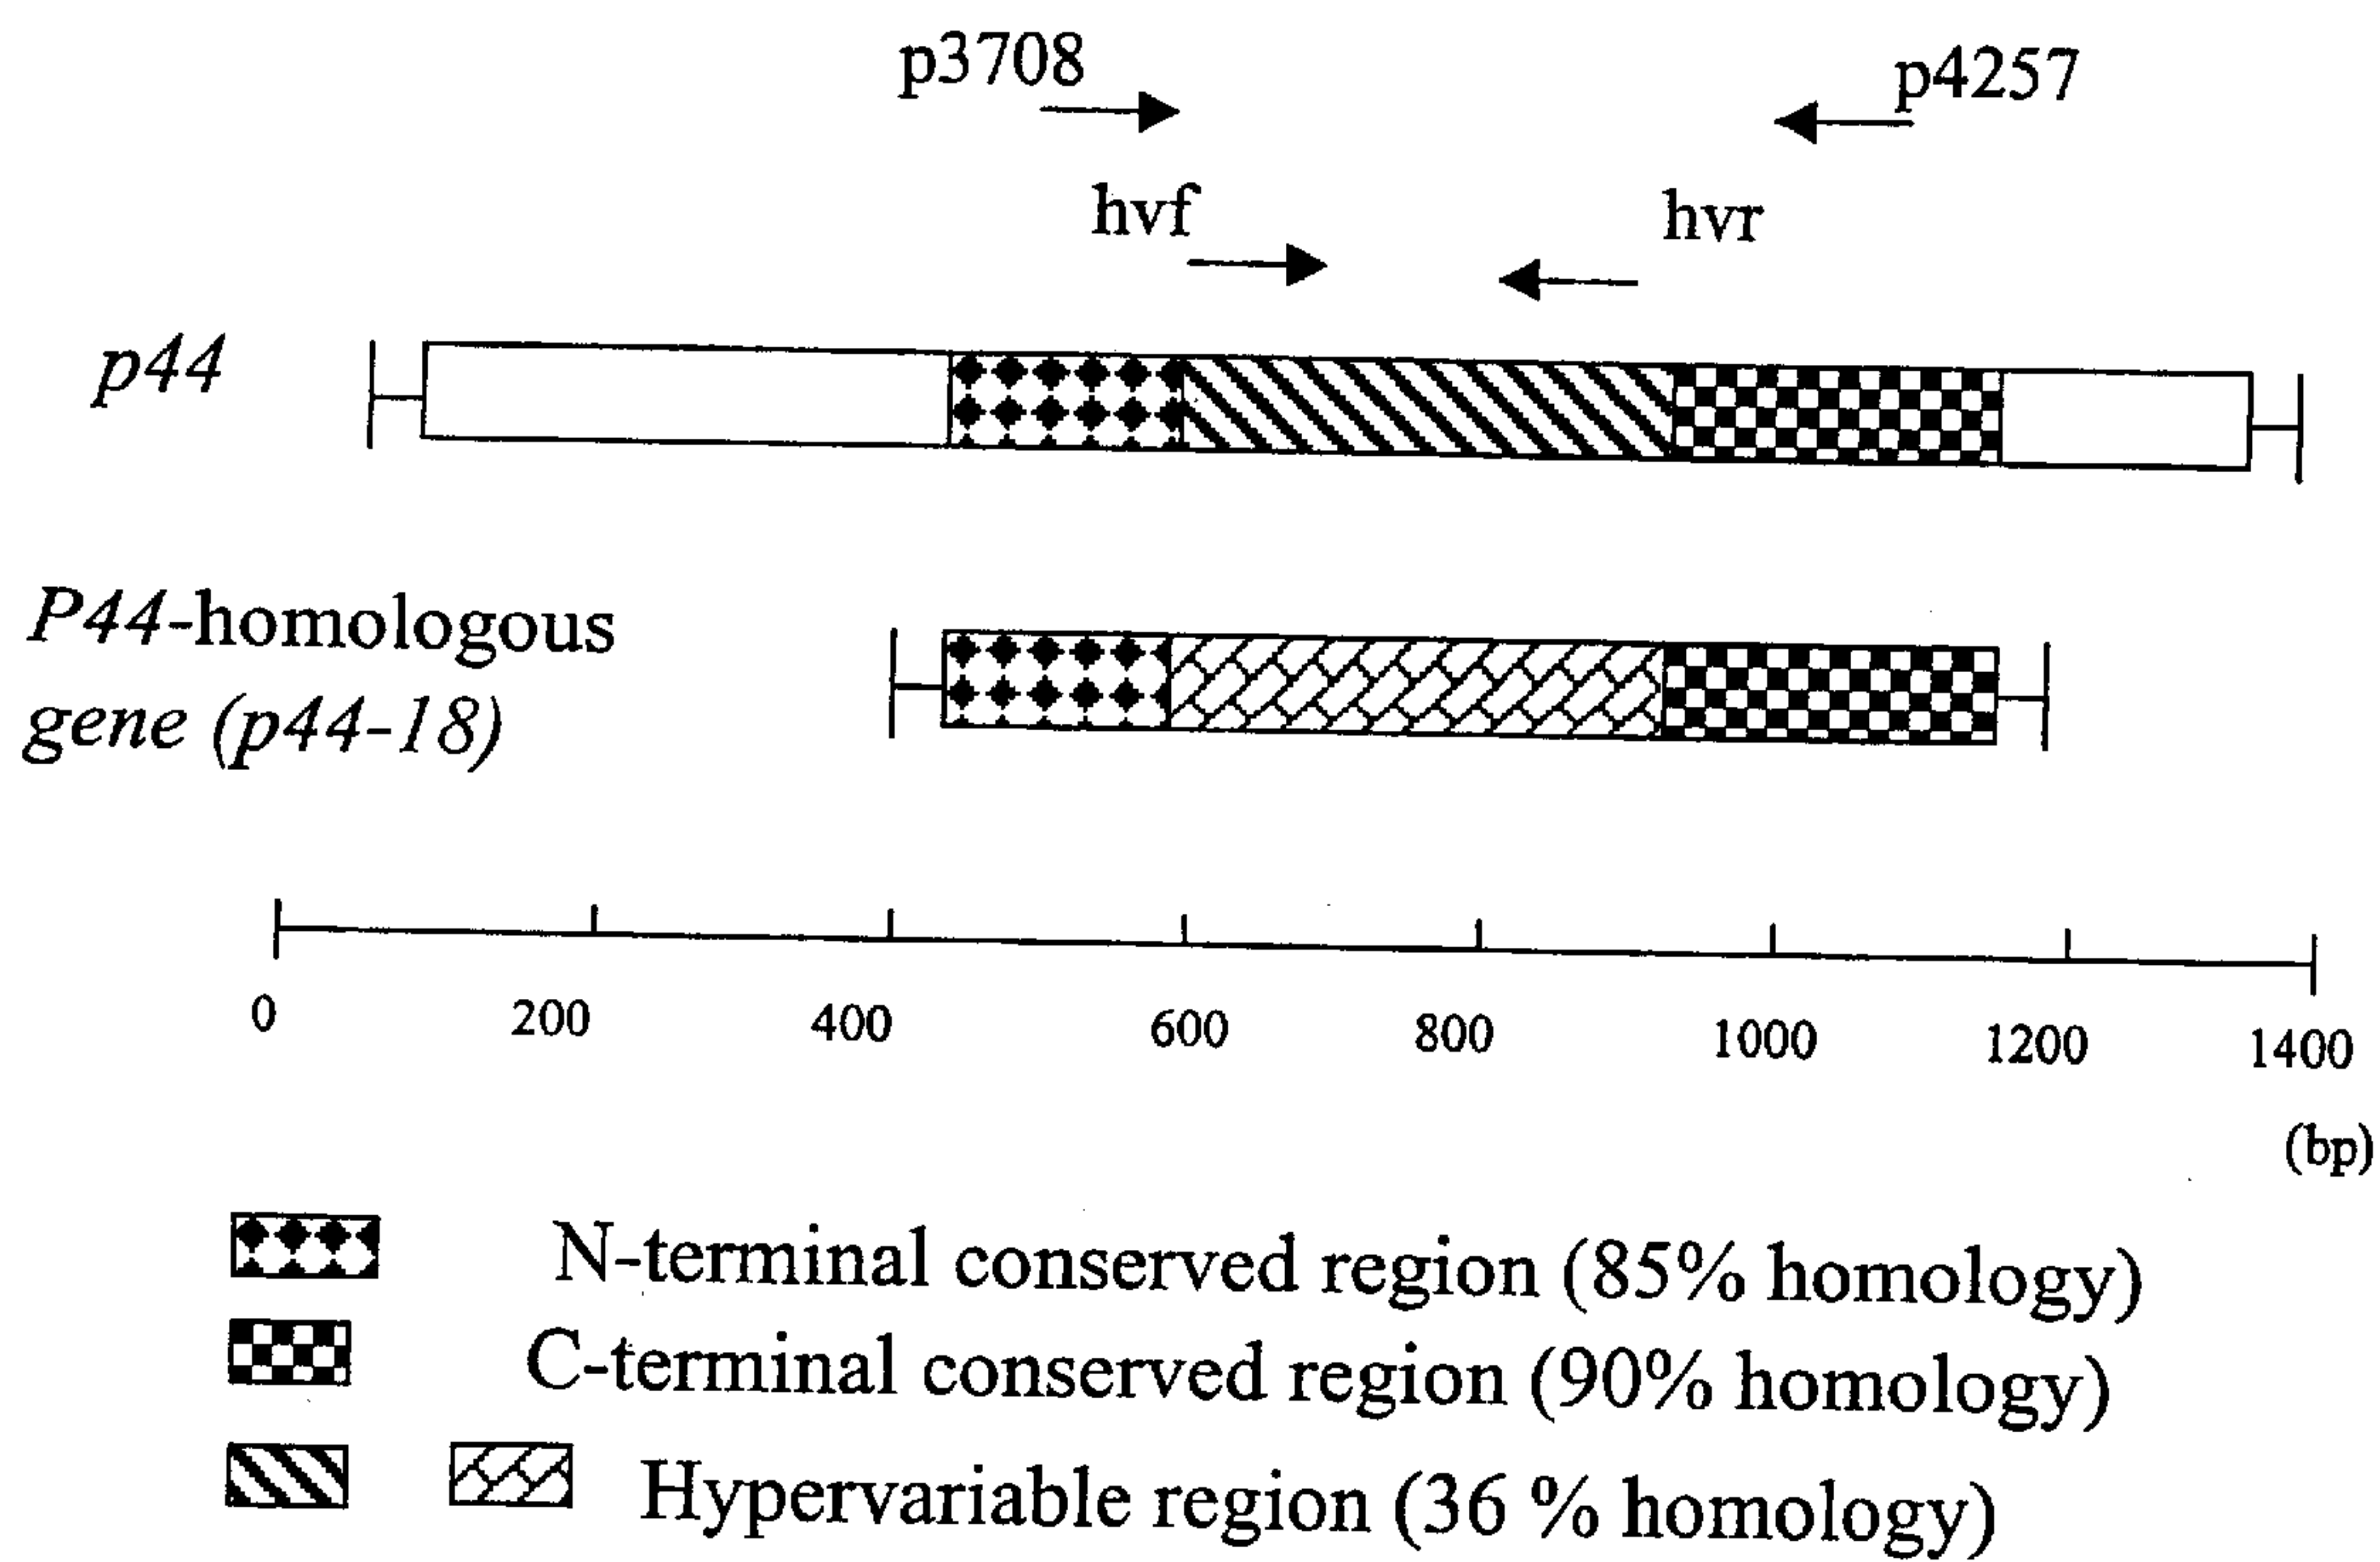 p3708
p4257
hvf
hvr
p44
P44-homologous
gene (p44-18)
0 200 400 600 800 1000 1200 1400
(bp)
N-terminal conserved region (85% homology)
C-terminal conserved region (90% homology)
Hypervariable region (36 % homology)